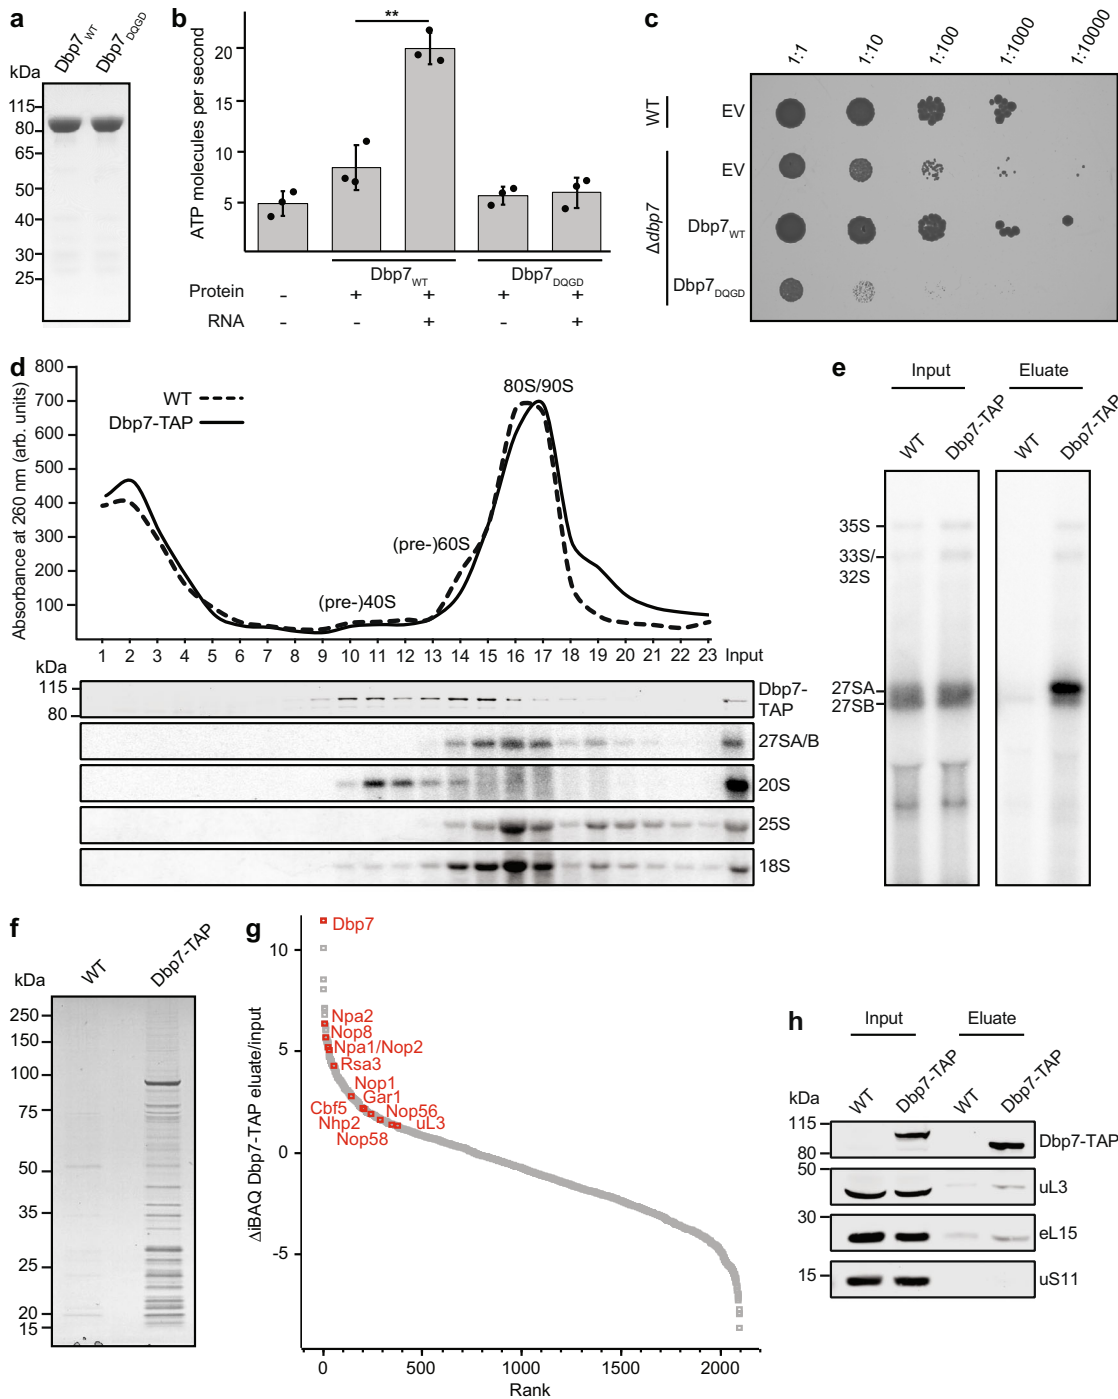 a
Dbp7WT
Dbp7DQGD
kDa
115
80
65
50
40
30
25
b
ATP molecules per second
20
15
10
5
**
Dbp7WT
Dbp7DQGD
Protein - + + + +
RNA - - + - +
c
1:1
1:10
1:100
1:1000
1:10000
WT
EV
Δdbp7
EV
Dbp7WT
Dbp7DQGD
d
Absorbance at 260 nm (arb. units)
800
700
600
500
400
300
200
100
WT
Dbp7-TAP
80S/90S
(pre-)60S
(pre-)40S
1 2 3 4 5 6 7 8 9 10 11 12 13 14 15 16 17 18 19 20 21 22 23 Input
kDa
115
80
Dbp7-
TAP
27SA/B
20S
25S
18S
e
Input
Eluate
WT
Dbp7-TAP
WT
Dbp7-TAP
35S
33S/
32S
27SA
27SB
f
WT
Dbp7-TAP
kDa
250
150
100
75
50
35
25
20
15
g
ΔiBAQ Dbp7-TAP eluate/input
10
5
0
-5
Dbp7
Npa2
Nop8
Npa1/Nop2
Rsa3
Nop1
Gar1
Cbf5
Nop56
Nhp2
uL3
Nop58
0 500 1000 1500 2000
Rank
h
Input
Eluate
WT
Dbp7-TAP
WT
Dbp7-TAP
115
80
Dbp7-TAP
50
uL3
30
eL15
15
uS11